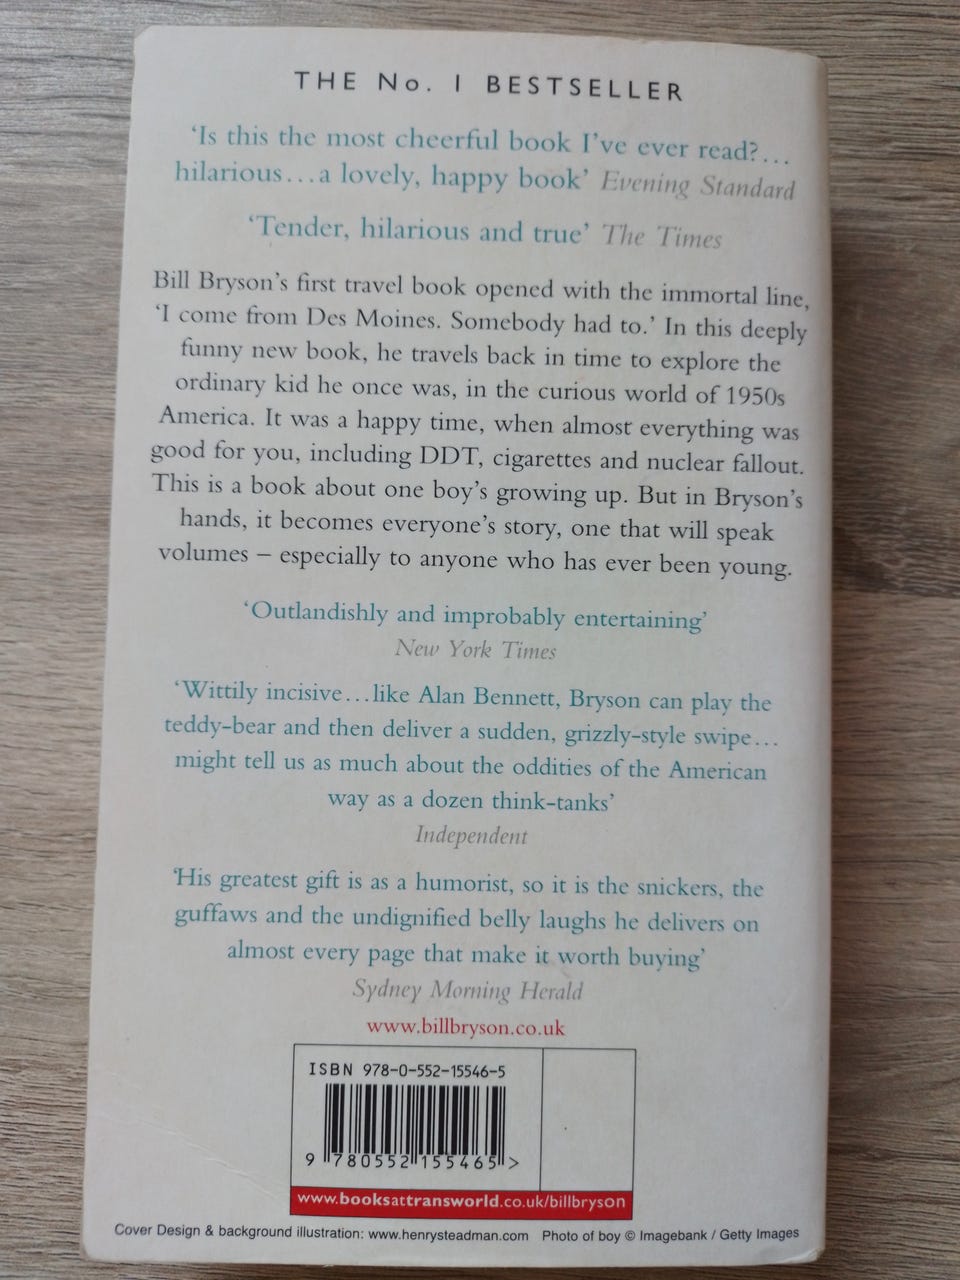 THE No. 1 BESTSELLER
‘Is this the most cheerful book I’ve ever read?...
hilarious...a lovely, happy book’ Evening Standard
‘Tender, hilarious and true’ The Times
Bill Bryson’s first travel book opened with the immortal line,
‘I come from Des Moines. Somebody had to.’ In this deeply
funny new book, he travels back in time to explore the
ordinary kid he once was, in the curious world of 1950s
America. It was a happy time, when almost everything was
good for you, including DDT, cigarettes and nuclear fallout.
This is a book about one boy’s growing up. But in Bryson’s
hands, it becomes everyone’s story, one that will speak
volumes – especially to anyone who has ever been young.
‘Outlandishly and improbably entertaining’
New York Times
‘Wittily incisive...like Alan Bennett, Bryson can play the
teddy-bear and then deliver a sudden, grizzly-style swipe...
might tell us as much about the oddities of the American
way as a dozen think-tanks’
Independent
‘His greatest gift is as a humorist, so it is the snickers, the
guffaws and the undignified belly laughs he delivers on
almost every page that make it worth buying’
Sydney Morning Herald
www.billbryson.co.uk
ISBN 978-0-552-15546-5
9 780552 155465 >
www.booksattransworld.co.uk/billbryson
Cover Design & background illustration: www.henrysteadman.com Photo of boy © Imagebank / Getty Images